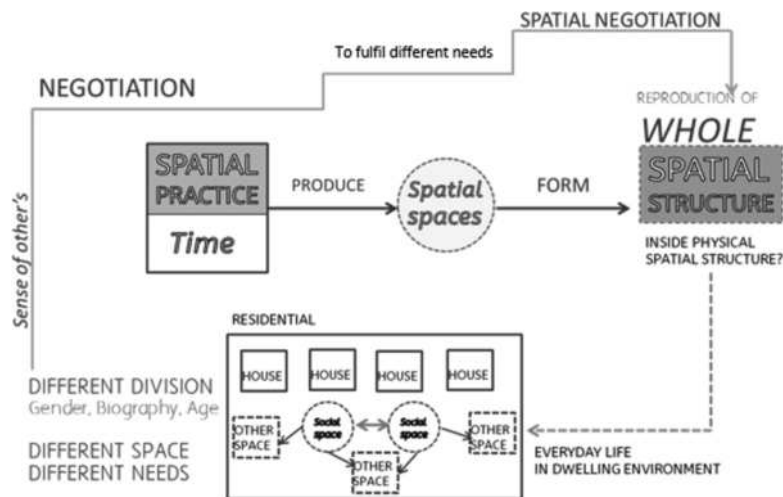 SPATIAL NEGOTIATION
To fulfil different needs
NEGOTIATION
REPRODUCTION OF
WHOLE
SPATIAL
STRUCTURE
SPATIAL
PRACTICE
Time
PRODUCE
Spatial
spaces
FORM
Sense of other's
INSIDE PHYSICAL
SPATIAL STRUCTURE?
RESIDENTIAL
HOUSE
HOUSE
HOUSE
HOUSE
DIFFERENT DIVISION
Gender, Biography, Age
OTHER
SPACE
Social
space
Social
space
OTHER
SPACE
OTHER
SPACE
DIFFERENT SPACE
DIFFERENT NEEDS
EVERYDAY LIFE
IN DWELLING ENVIRONMENT